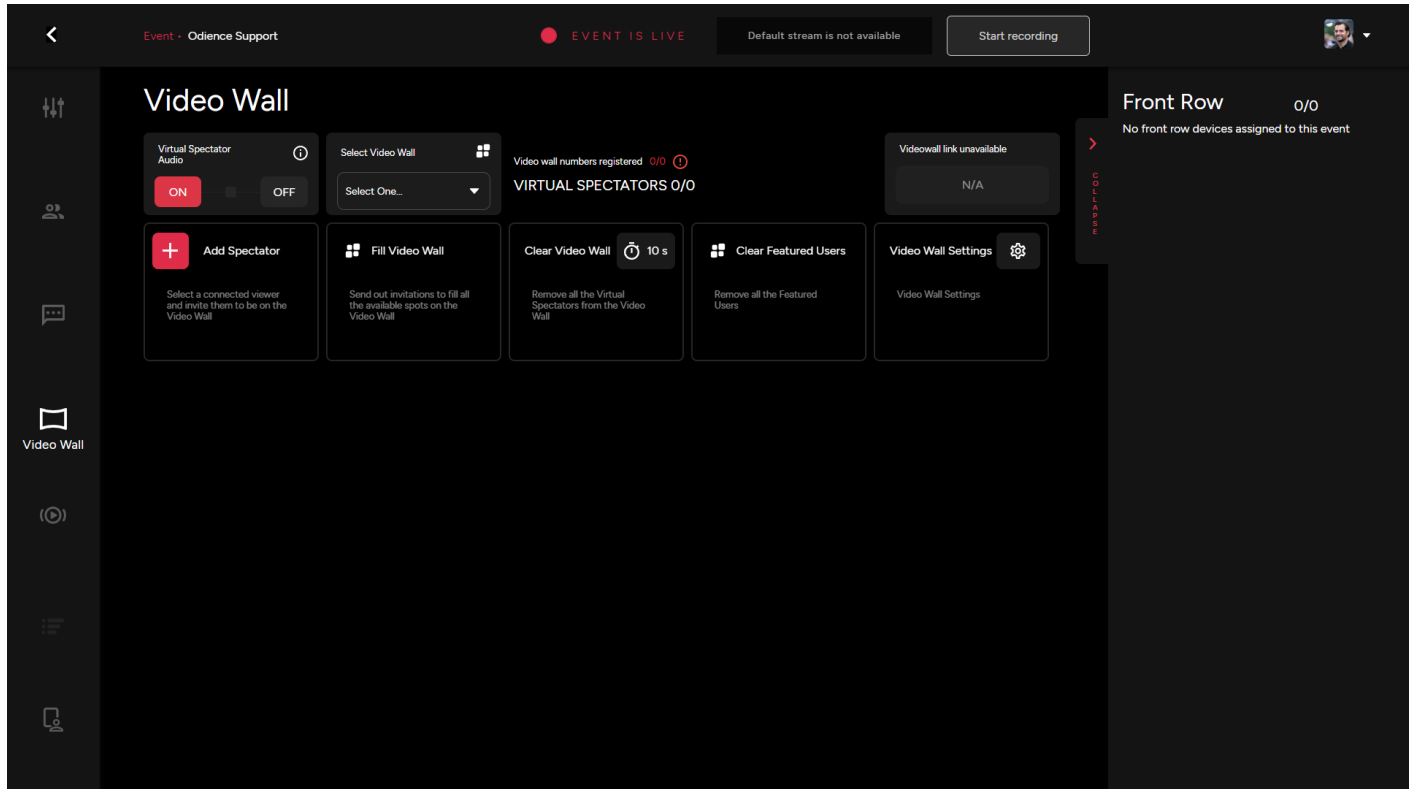 Event • Odience Support
EVENT IS LIVE
Default stream is not available
Start recording
Video Wall
Virtual Spectator
Audio
ON
OFF
Select Video Wall
Select One...
Video wall numbers registered 0/0
VIRTUAL SPECTATORS 0/0
Videowall link unavailable
N/A
COLLAPSE
Front Row 0/0
No front row devices assigned to this event
Add Spectator
Select a connected viewer
and invite them to be on the
Video Wall
Fill Video Wall
Send out invitations to fill all
the available spots on the
Video Wall
Clear Video Wall 10 s
Remove all the Virtual
Spectators from the Video
Wall
Clear Featured Users
Remove all the Featured
Users
Video Wall Settings
Video Wall Settings
Video Wall